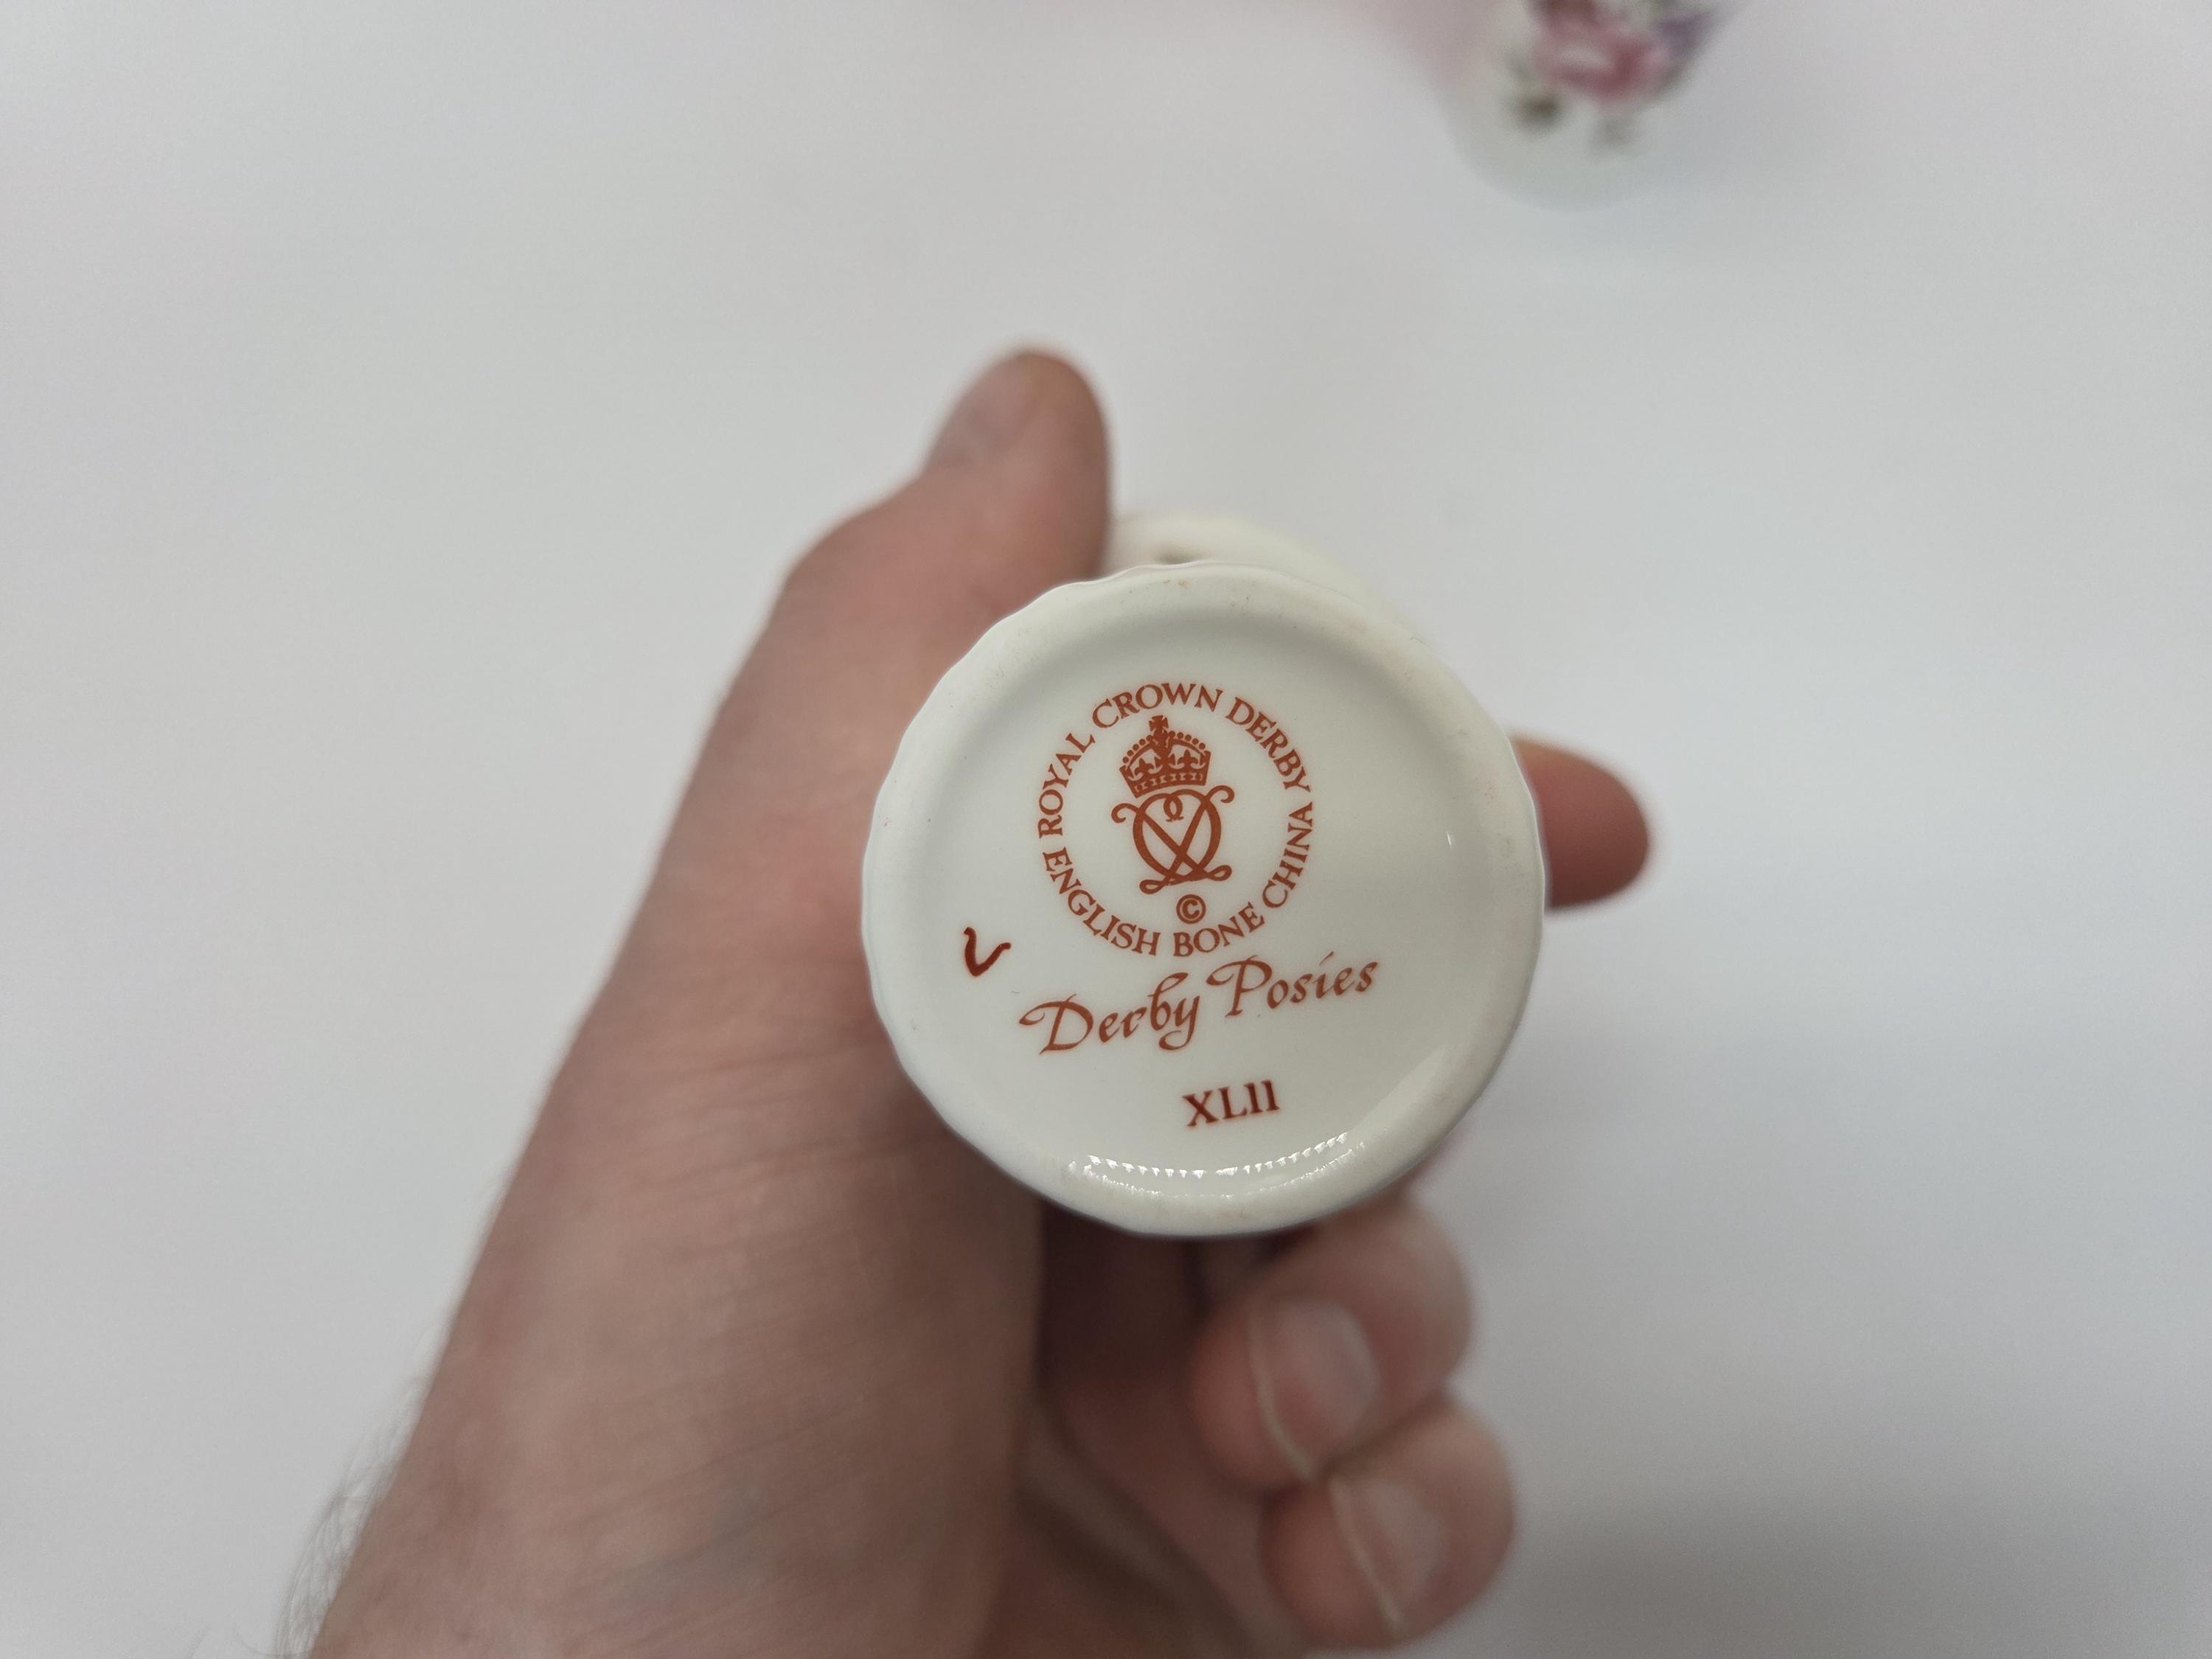 ROYAL CROWN DERBY
ENGLISH BONE CHINA
©
Derby Posies
XLII